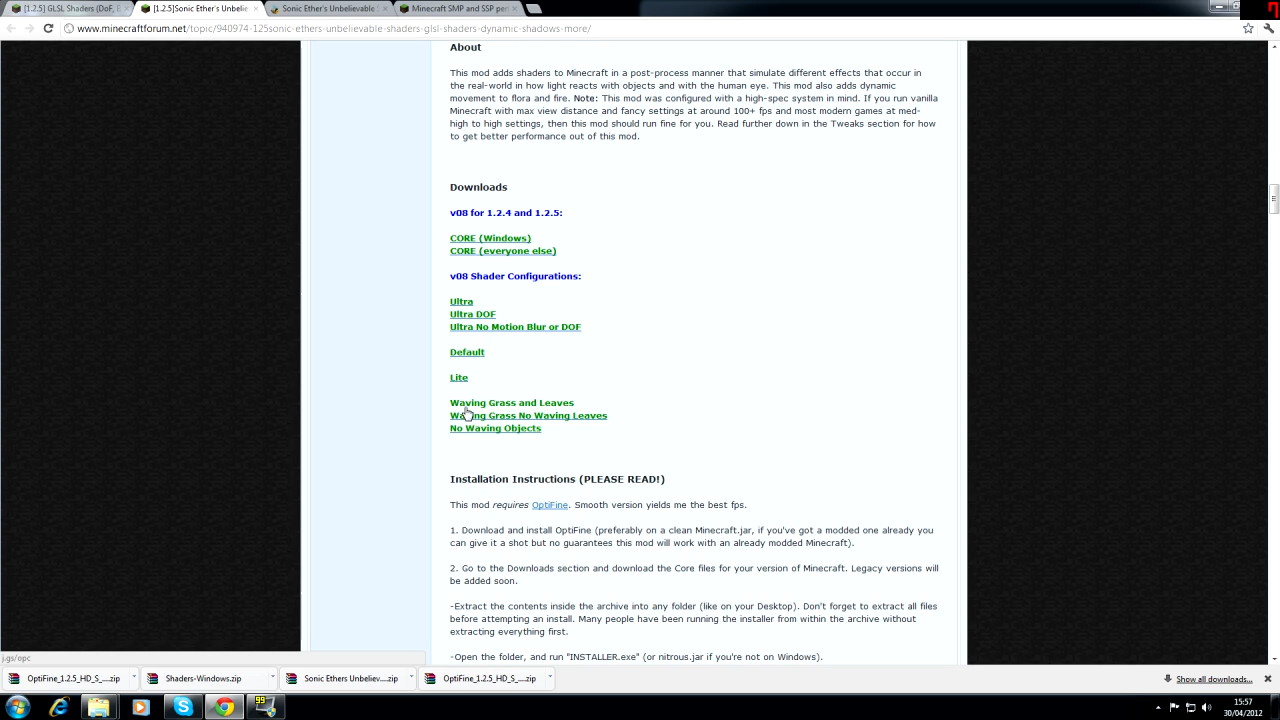 [1.2.5] GLSL Shaders (DoF, B
[1.2.5]Sonic Ether's Unbeliev
Sonic Ether's Unbelievable S
Minecraft SMP and SSP per
www.minecraftforum.net/topic/940974-125sonic-ethers-unbelievable-shaders-glsl-shaders-dynamic-shadows-more/
About
This mod adds shaders to Minecraft in a post-process manner that simulate different effects that occur in
the real-world in how light reacts with objects and with the human eye. This mod also adds dynamic
movement to flora and fire. Note: This mod was configured with a high-spec system in mind. If you run vanilla
Minecraft with max view distance and fancy settings at around 100+ fps and most modern games at med-
high to high settings, then this mod should run fine for you. Read further down in the Tweaks section for how
to get better performance out of this mod.
Downloads
v08 for 1.2.4 and 1.2.5:
CORE (Windows)
CORE (everyone else)
v08 Shader Configurations:
Ultra
Ultra DOF
Ultra No Motion Blur or DOF
Default
Lite
Waving Grass and Leaves
Waving Grass No Waving Leaves
No Waving Objects
Installation Instructions (PLEASE READ!)
This mod requires OptiFine. Smooth version yields me the best fps.
1. Download and install OptiFine (preferably on a clean Minecraft.jar, if you've got a modded one already you
can give it a shot but no guarantees this mod will work with an already modded Minecraft).
2. Go to the Downloads section and download the Core files for your version of Minecraft. Legacy versions will
be added soon.
-Extract the contents inside the archive into any folder (like on your Desktop). Don't forget to extract all files
before attempting an install. Many people have been running the installer from within the archive without
extracting everything first.
-Open the folder, and run "INSTALLER.exe" (or nitrous.jar if you're not on Windows).
j.gs/opc
OptiFine_1.2.5_HD_S_....zip
Shaders-Windows.zip
Sonic Ethers Unbeliev....zip
OptiFine_1.2.5_HD_S_....zip
Show all downloads...
99
15:57
30/04/2012